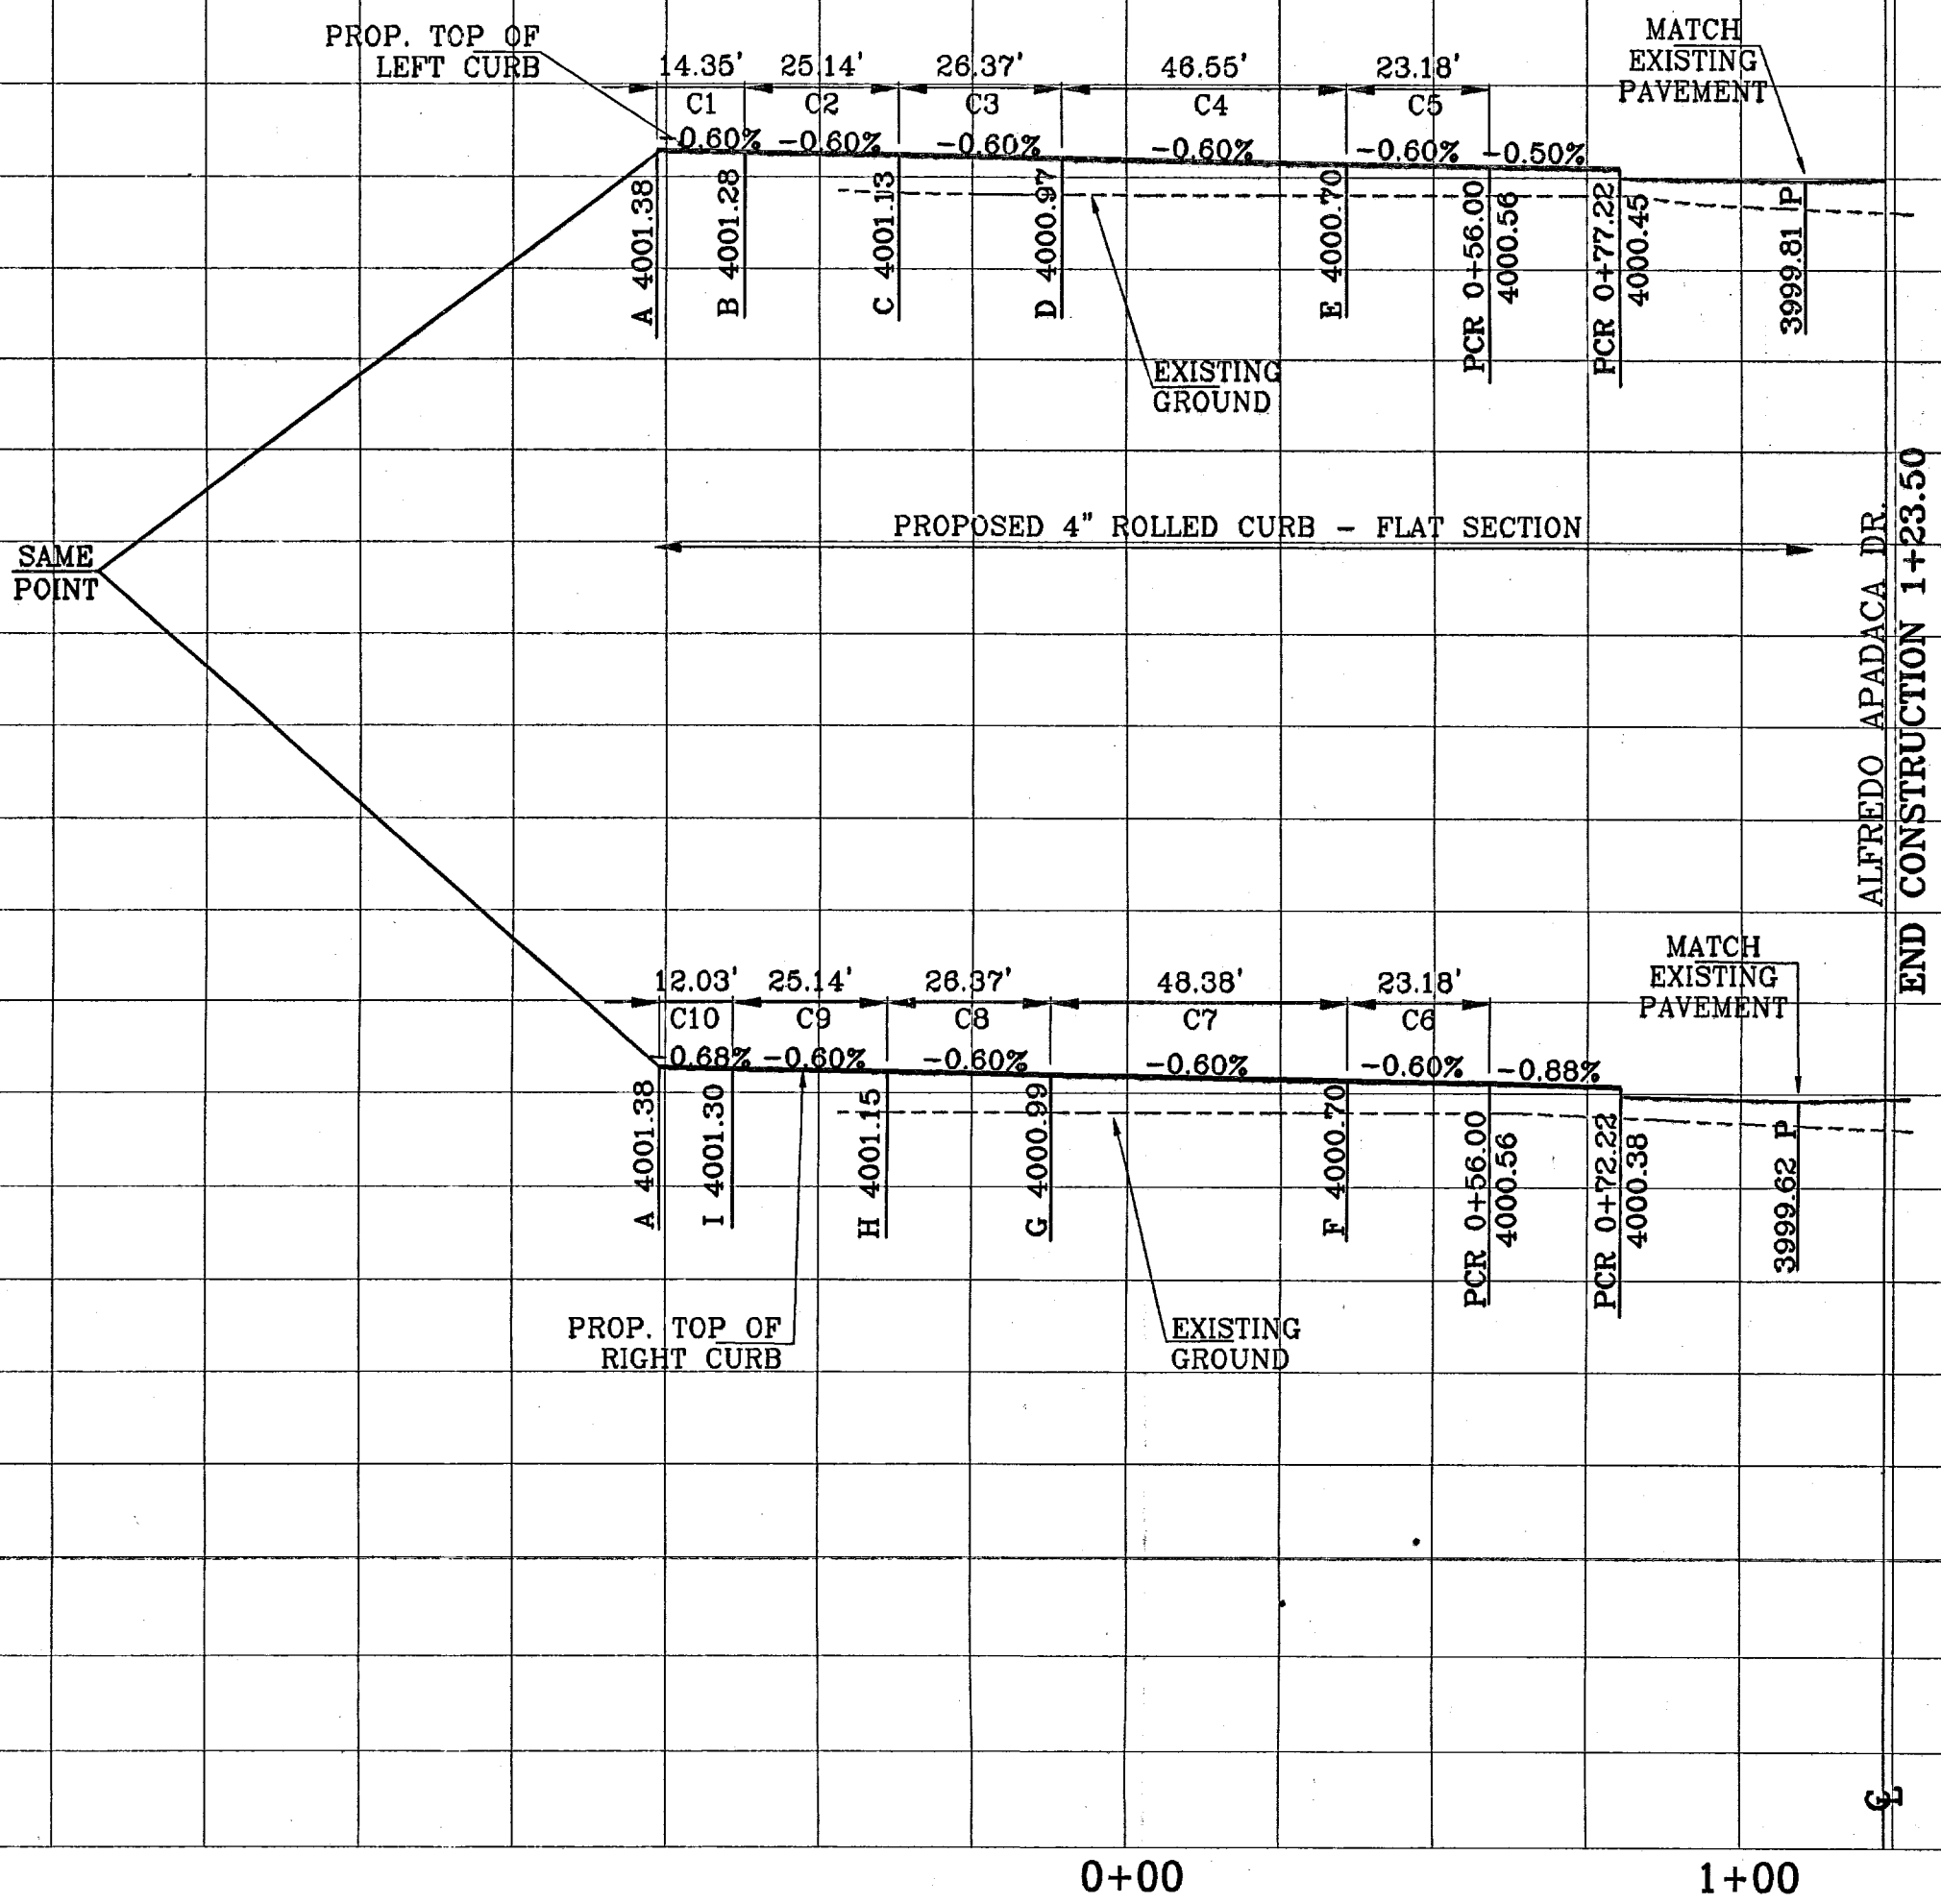 PROP. TOP OF
LEFT CURB
14.35' 25.14' 26.37' 46.55' 23.18'
C1 C2 C3 C4 C5
-0.60% -0.60% -0.60% -0.60% -0.60% -0.50%
MATCH
EXISTING
PAVEMENT
A 4001.38
B 4001.28
C 4001.13
D 4000.97
E 4000.70
PCR 0+56.00
4000.56
PCR 0+77.22
4000.45
3999.81 P
EXISTING
GROUND
PROPOSED 4" ROLLED CURB - FLAT SECTION
SAME
POINT
ALFREDO APADACA DR.
END CONSTRUCTION 1+23.50
12.03' 25.14' 26.37' 48.38' 23.18'
C10 C9 C8 C7 C6
-0.68% -0.60% -0.60% -0.60% -0.60% -0.88%
MATCH
EXISTING
PAVEMENT
A 4001.38
I 4001.30
H 4001.15
G 4000.99
F 4000.70
PCR 0+56.00
4000.56
PCR 0+72.22
4000.38
3999.62 P
PROP. TOP OF
RIGHT CURB
EXISTING
GROUND
CL
0+00 1+00